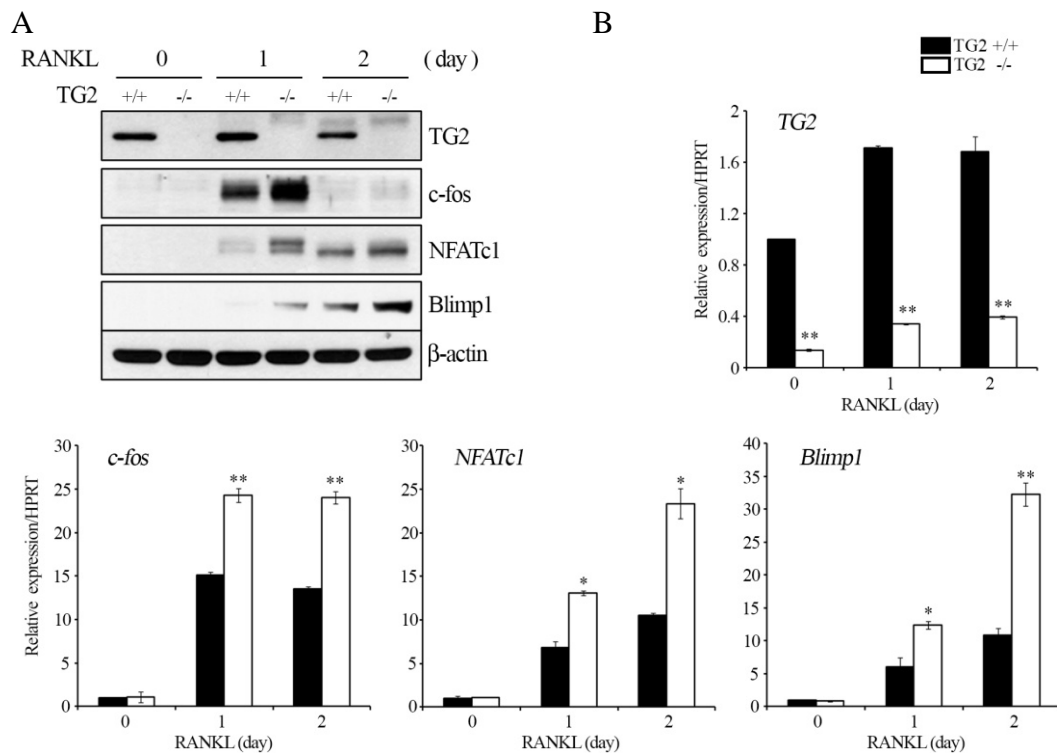 A
RANKL 0 1 2 (day)
TG2 +/+ -/- +/+ -/- +/+ -/-
TG2
c-fos
NFATc1
Blimp1
β-actin
B
TG2 +/+
TG2 -/-
TG2
Relative expression/HPRT
2
1.6
1.2
0.8
0.4
0
** ** **
0 1 2
RANKL (day)
c-fos
Relative expression/HPRT
30
25
20
15
10
5
0
** **
0 1 2
RANKL (day)
NFATc1
30
25
20
15
10
5
0
* *
0 1 2
RANKL (day)
Blimp1
40
35
30
25
20
15
10
5
0
* **
0 1 2
RANKL (day)